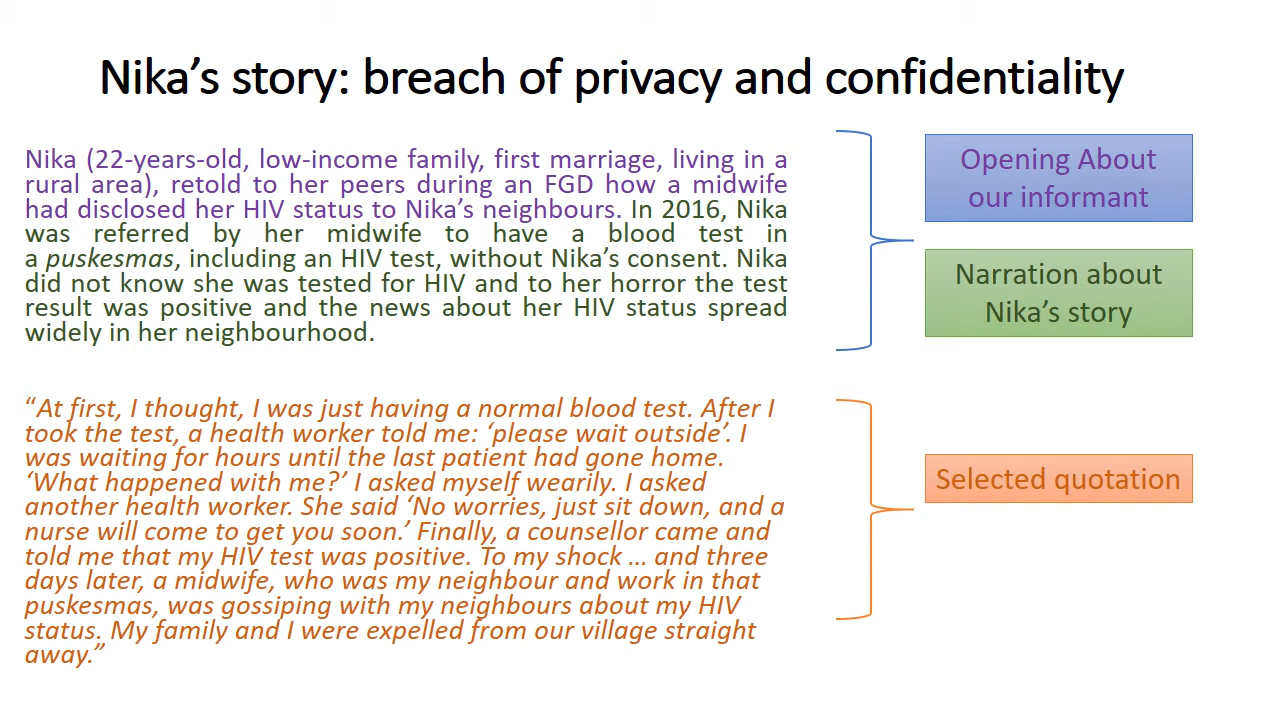 Nika’s story: breach of privacy and confidentiality
Nika (22-years-old, low-income family, first marriage, living in a
rural area), retold to her peers during an FGD how a midwife
had disclosed her HIV status to Nika’s neighbours. In 2016, Nika
was referred by her midwife to have a blood test in
a puskesmas, including an HIV test, without Nika’s consent. Nika
did not know she was tested for HIV and to her horror the test
result was positive and the news about her HIV status spread
widely in her neighbourhood.
Opening About
our informant
Narration about
Nika’s story
“At first, I thought, I was just having a normal blood test. After I
took the test, a health worker told me: ‘please wait outside’. I
was waiting for hours until the last patient had gone home.
‘What happened with me?’ I asked myself wearily. I asked
another health worker. She said ‘No worries, just sit down, and a
nurse will come to get you soon.’ Finally, a counsellor came and
told me that my HIV test was positive. To my shock … and three
days later, a midwife, who was my neighbour and work in that
puskesmas, was gossiping with my neighbours about my HIV
status. My family and I were expelled from our village straight
away.”
Selected quotation